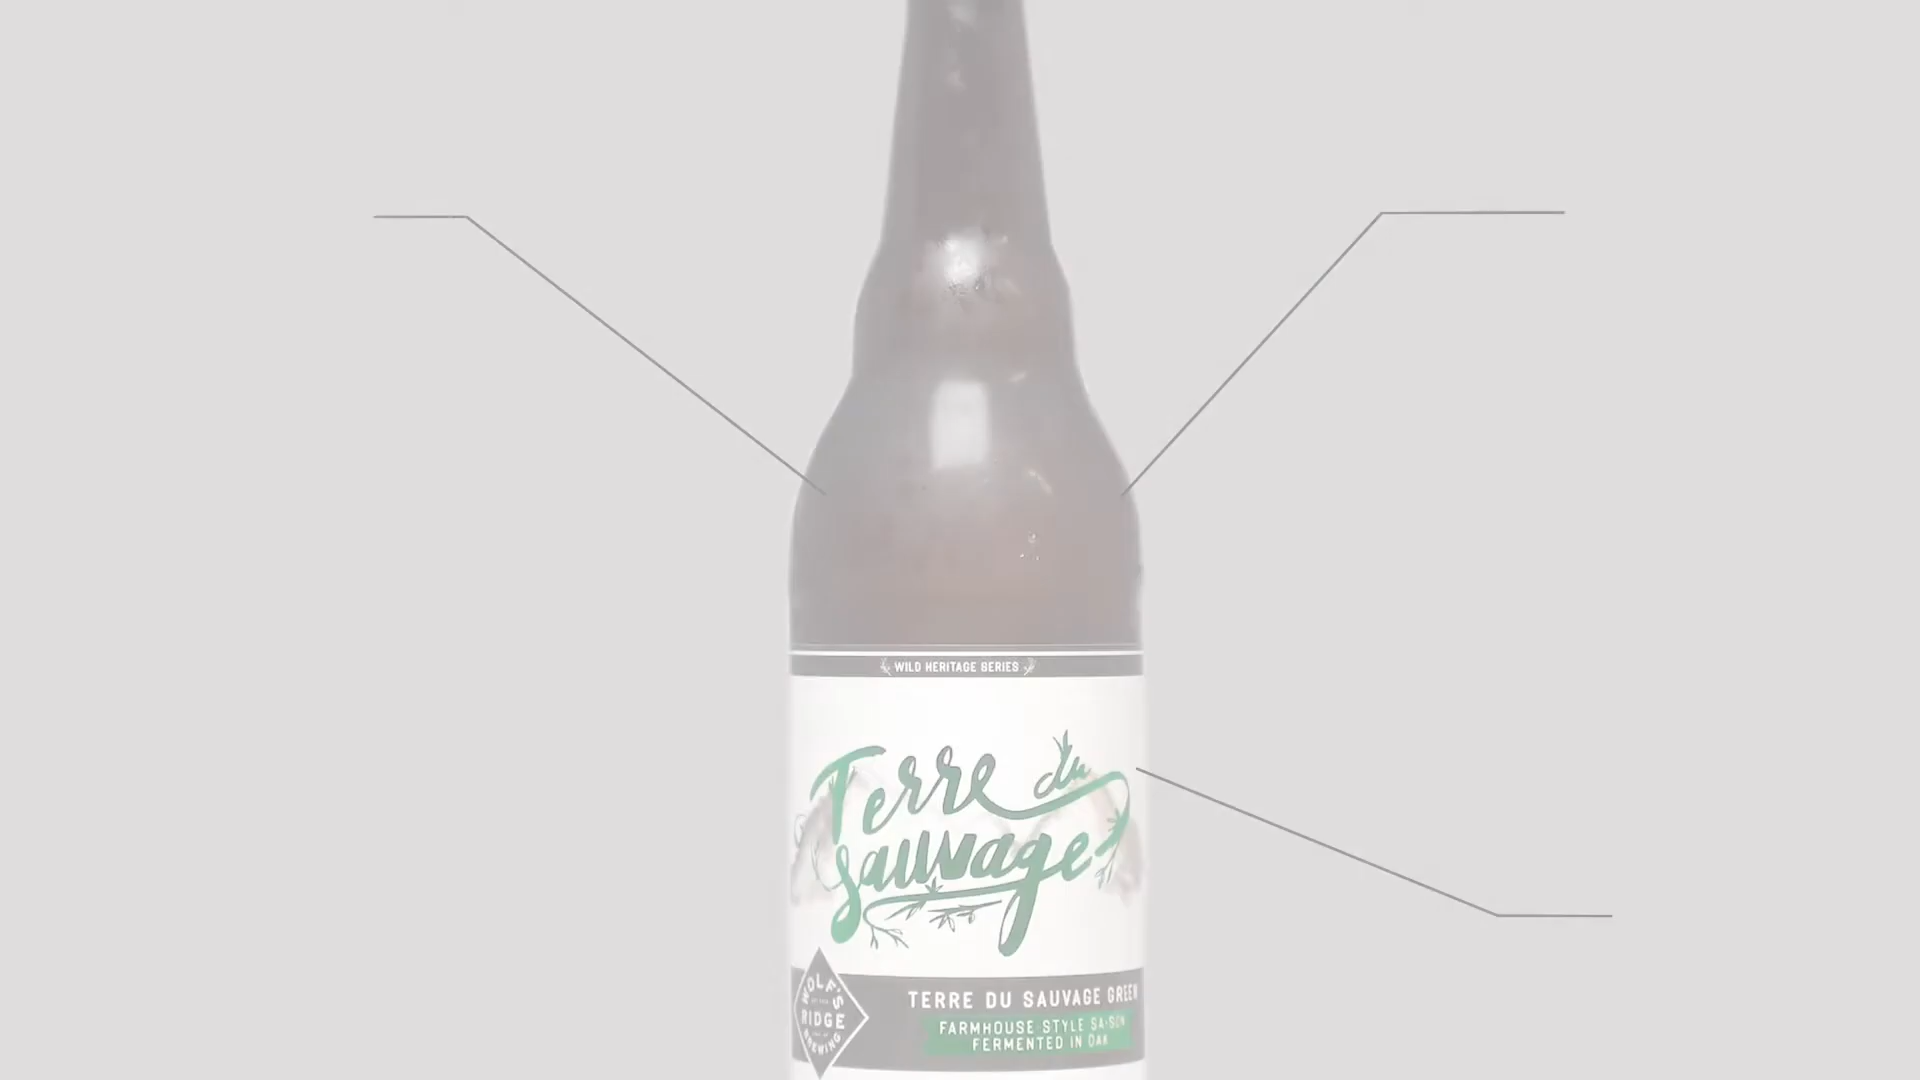 WILD HERITAGE SERIES
Terre du
Sauvage
WOLF'S
RIDGE
BREWING
TERRE DU SAUVAGE GREEN
FARMHOUSE STYLE SAISON
FERMENTED IN OAK